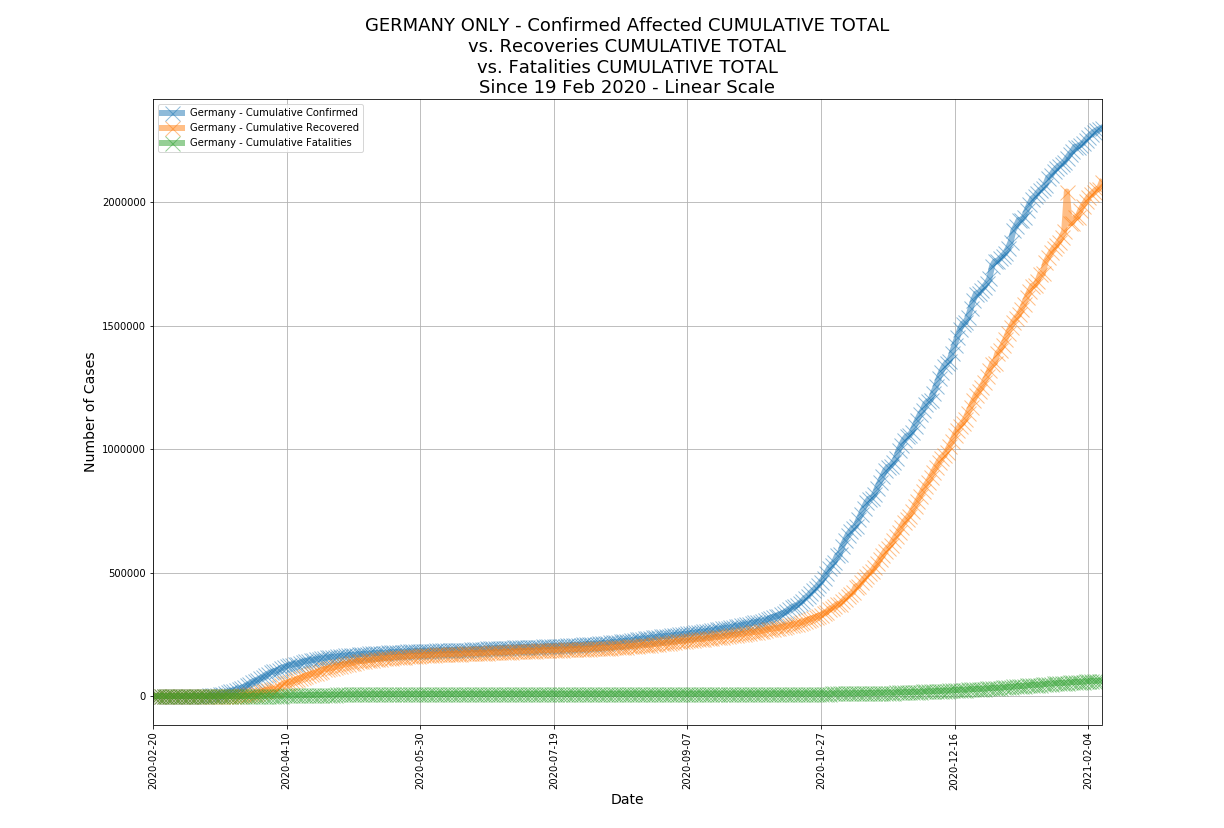 GERMANY ONLY - Confirmed Affected CUMULATIVE TOTAL
vs. Recoveries CUMULATIVE TOTAL
vs. Fatalities CUMULATIVE TOTAL
Since 19 Feb 2020 - Linear Scale
Germany - Cumulative Confirmed
Germany - Cumulative Recovered
Germany - Cumulative Fatalities
Number of Cases
2000000
1500000
1000000
500000
0
2020-02-20
2020-04-10
2020-05-30
2020-07-19
2020-09-07
2020-10-27
2020-12-16
2021-02-04
Date